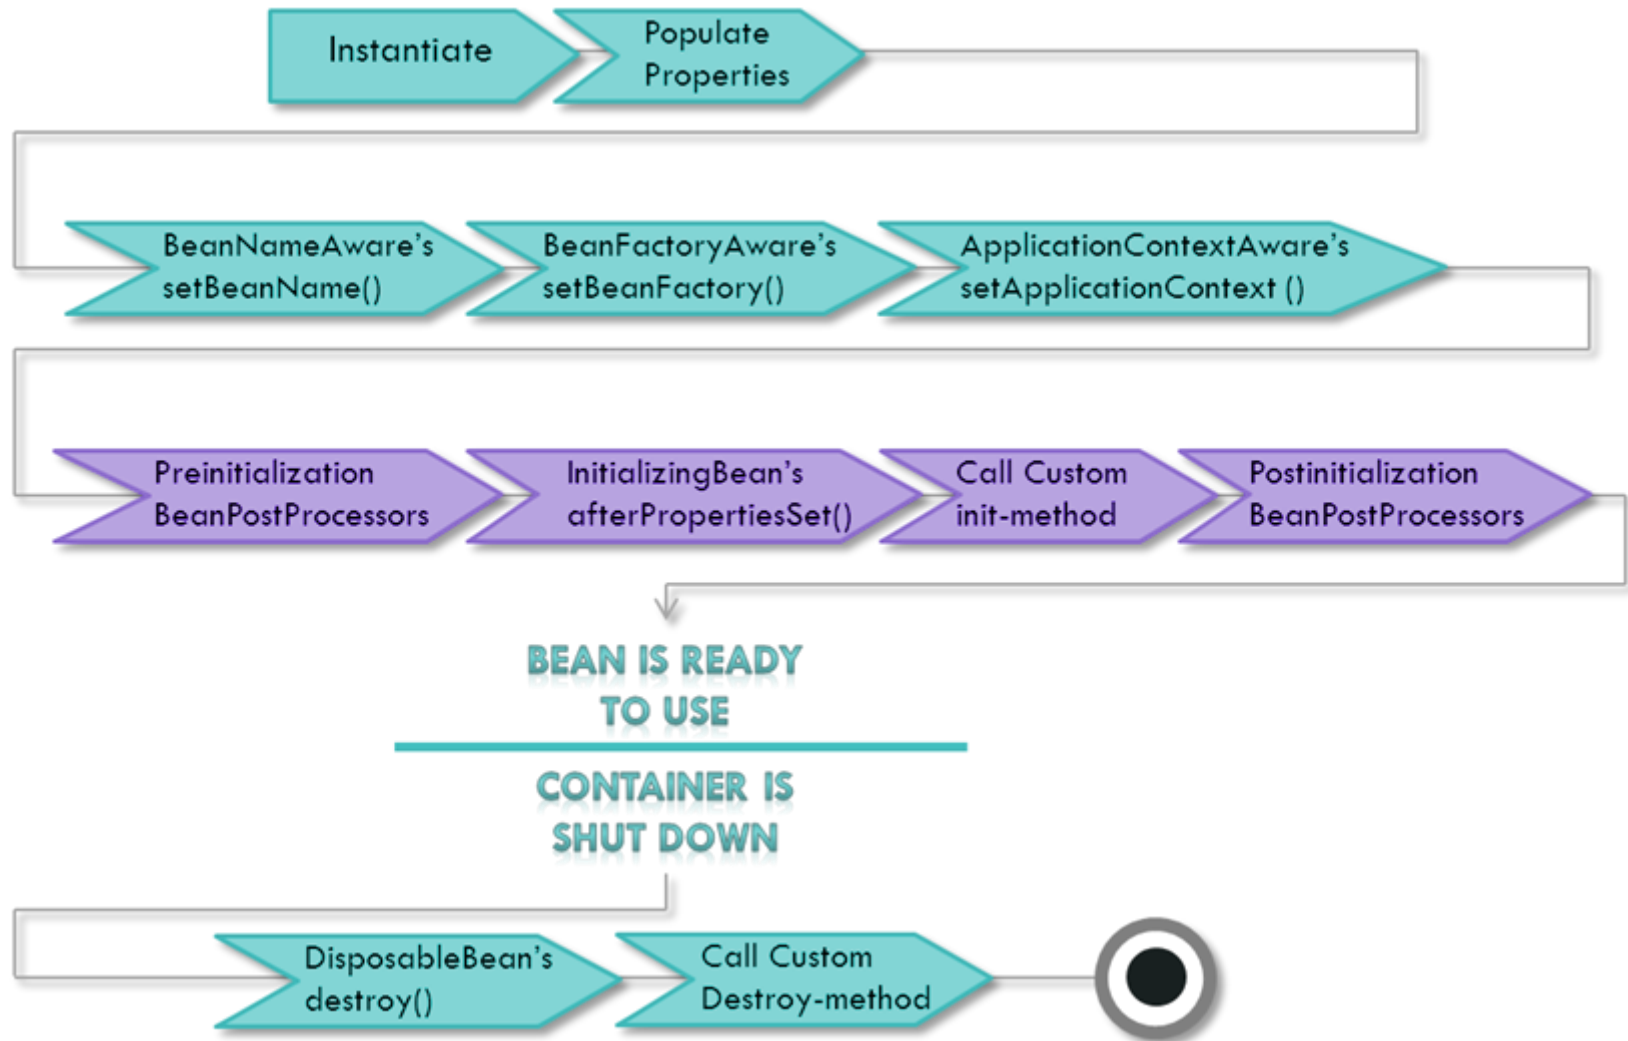 Instantiate
Populate
Properties
BeanNameAware's
setBeanName()
BeanFactoryAware's
setBeanFactory()
ApplicationContextAware's
setApplicationContext ()
Preinitialization
BeanPostProcessors
InitializingBean's
afterPropertiesSet()
Call Custom
init-method
Postinitialization
BeanPostProcessors
BEAN IS READY
TO USE
CONTAINER IS
SHUT DOWN
DisposableBean's
destroy()
Call Custom
Destroy-method